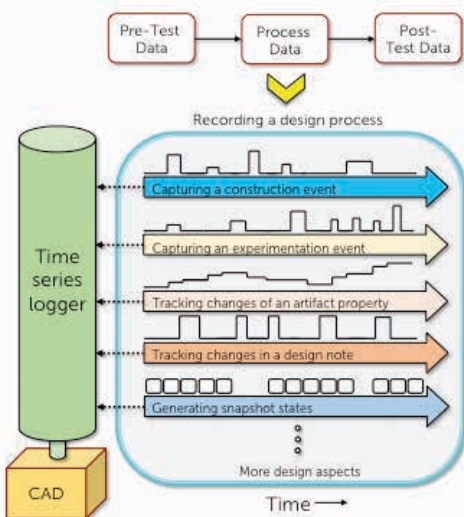 Pre-Test
Data
Process
Data
Post-
Test Data
Recording a design process
Time
series
logger
Capturing a construction event
Capturing an experimentation event
Tracking changes of an artifact property
Tracking changes in a design note
Generating snapshot states
More design aspects
CAD
Time